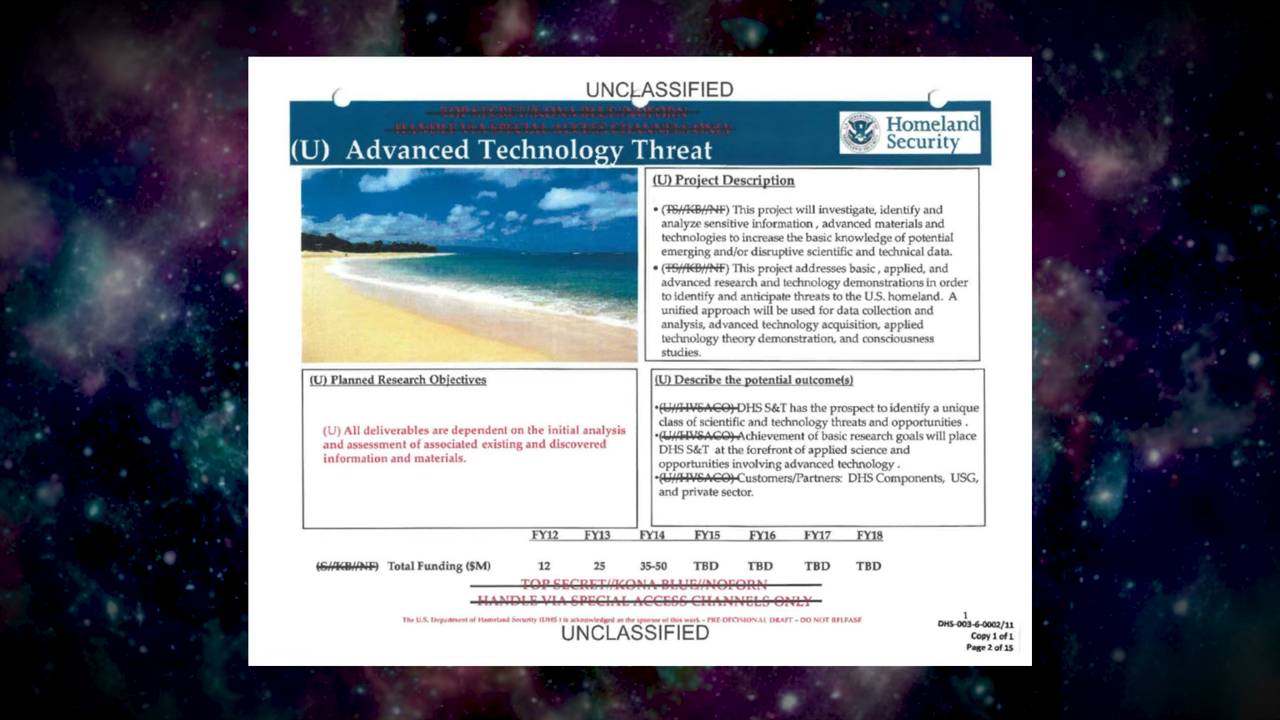 UNCLASSIFIED
TOP SECRET//KONA BLUE//NOFORN
HANDLE VIA SPECIAL ACCESS CHANNELS ONLY
(U) Advanced Technology Threat
Homeland
Security
(U) Project Description
• (TS//KB//NF) This project will investigate, identify and
analyze sensitive information , advanced materials and
technologies to increase the basic knowledge of potential
emerging and/or disruptive scientific and technical data.
• (TS//KB//NF) This project addresses basic , applied, and
advanced research and technology demonstrations in order
to identify and anticipate threats to the U.S. homeland. A
unified approach will be used for data collection and
analysis, advanced technology acquisition, applied
technology theory demonstration, and consciousness
studies.
(U) Planned Research Objectives
(U) All deliverables are dependent on the initial analysis
and assessment of associated existing and discovered
information and materials.
(U) Describe the potential outcome(s)
•(U//HVSACO) DHS S&T has the prospect to identify a unique
class of scientific and technology threats and opportunities .
•(U//HVSACO) Achievement of basic research goals will place
DHS S&T at the forefront of applied science and
opportunities involving advanced technology .
•(U//HVSACO) Customers/Partners: DHS Components, USG,
and private sector.
FY12 FY13 FY14 FY15 FY16 FY17 FY18
(S//KB//NF) Total Funding ($M) 12 25 35-50 TBD TBD TBD TBD
TOP SECRET//KONA BLUE//NOFORN
HANDLE VIA SPECIAL ACCESS CHANNELS ONLY
The U.S. Department of Homeland Security (DHS ) is acknowledged as the sponsor of this work - PRE-DECISIONAL DRAFT - DO NOT RELEASE
UNCLASSIFIED
1
DHS-003-6-0002/11
Copy 1 of 1
Page 2 of 15